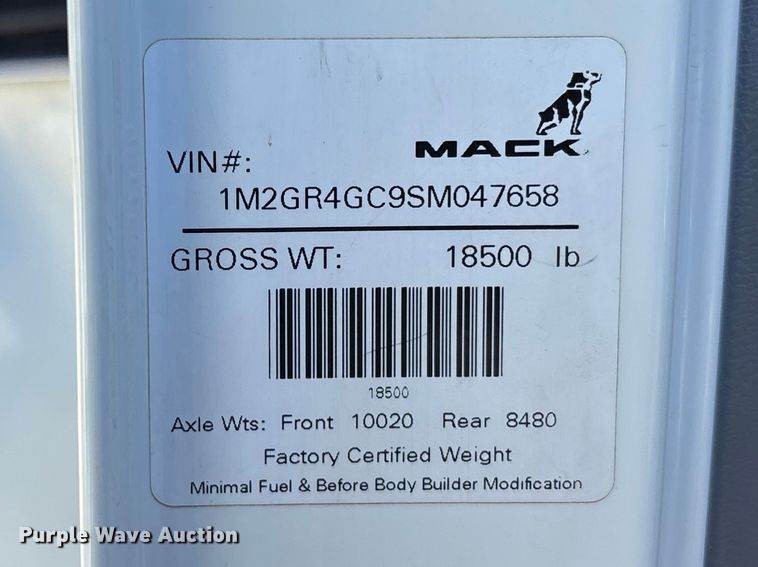 MACK
VIN#:
1M2GR4GC9SM047658
GROSS WT: 18500 lb
18500
Axle Wts: Front 10020 Rear 8480
Factory Certified Weight
Minimal Fuel & Before Body Builder Modification
Purple Wave Auction